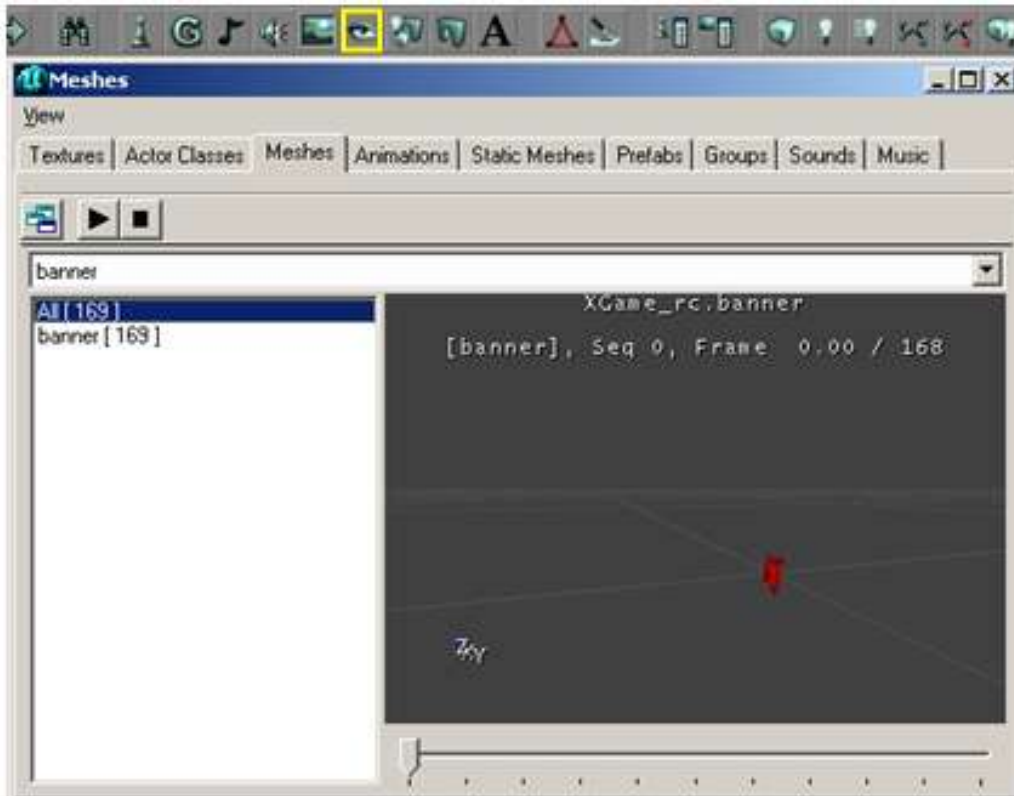 G A
Meshes
View
Textures Actor Classes Meshes Animations Static Meshes Prefabs Groups Sounds Music
banner
All [ 169 ]
banner [ 169 ]
XGame_rc.banner
[banner], Seq 0, Frame 0.00 / 168